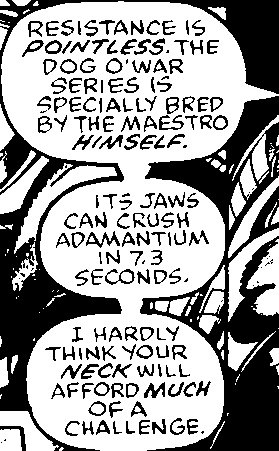 RESISTANCE IS
POINTLESS. THE
DOG O'WAR
SERIES IS
SPECIALLY BRED
BY THE MAESTRO
HIMSELF.
ITS JAWS
CAN CRUSH
ADAMANTIUM
IN 7.3
SECONDS.
I HARDLY
THINK YOUR
NECK WILL
AFFORD MUCH
OF A
CHALLENGE.